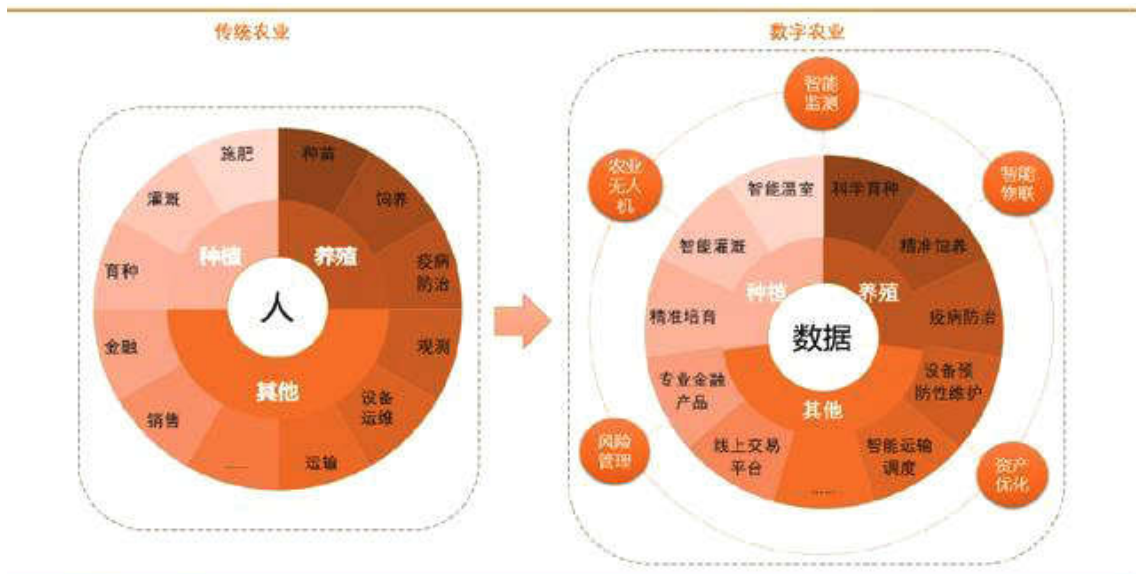 传统农业
数字农业
施肥
种苗
灌溉
饲养
种植
养殖
育种
疫病
防治
人
金融
观测
其他
设备
运维
销售
运输
智能
监测
农业
无人
机
智能
物联
智能温室
科学育种
智能灌溉
精准饲养
种植
养殖
精准培育
疫病防治
数据
专业金融
产品
设备预
防性维护
其他
线上交易
平台
智能运输
调度
风险
管理
资产
优化